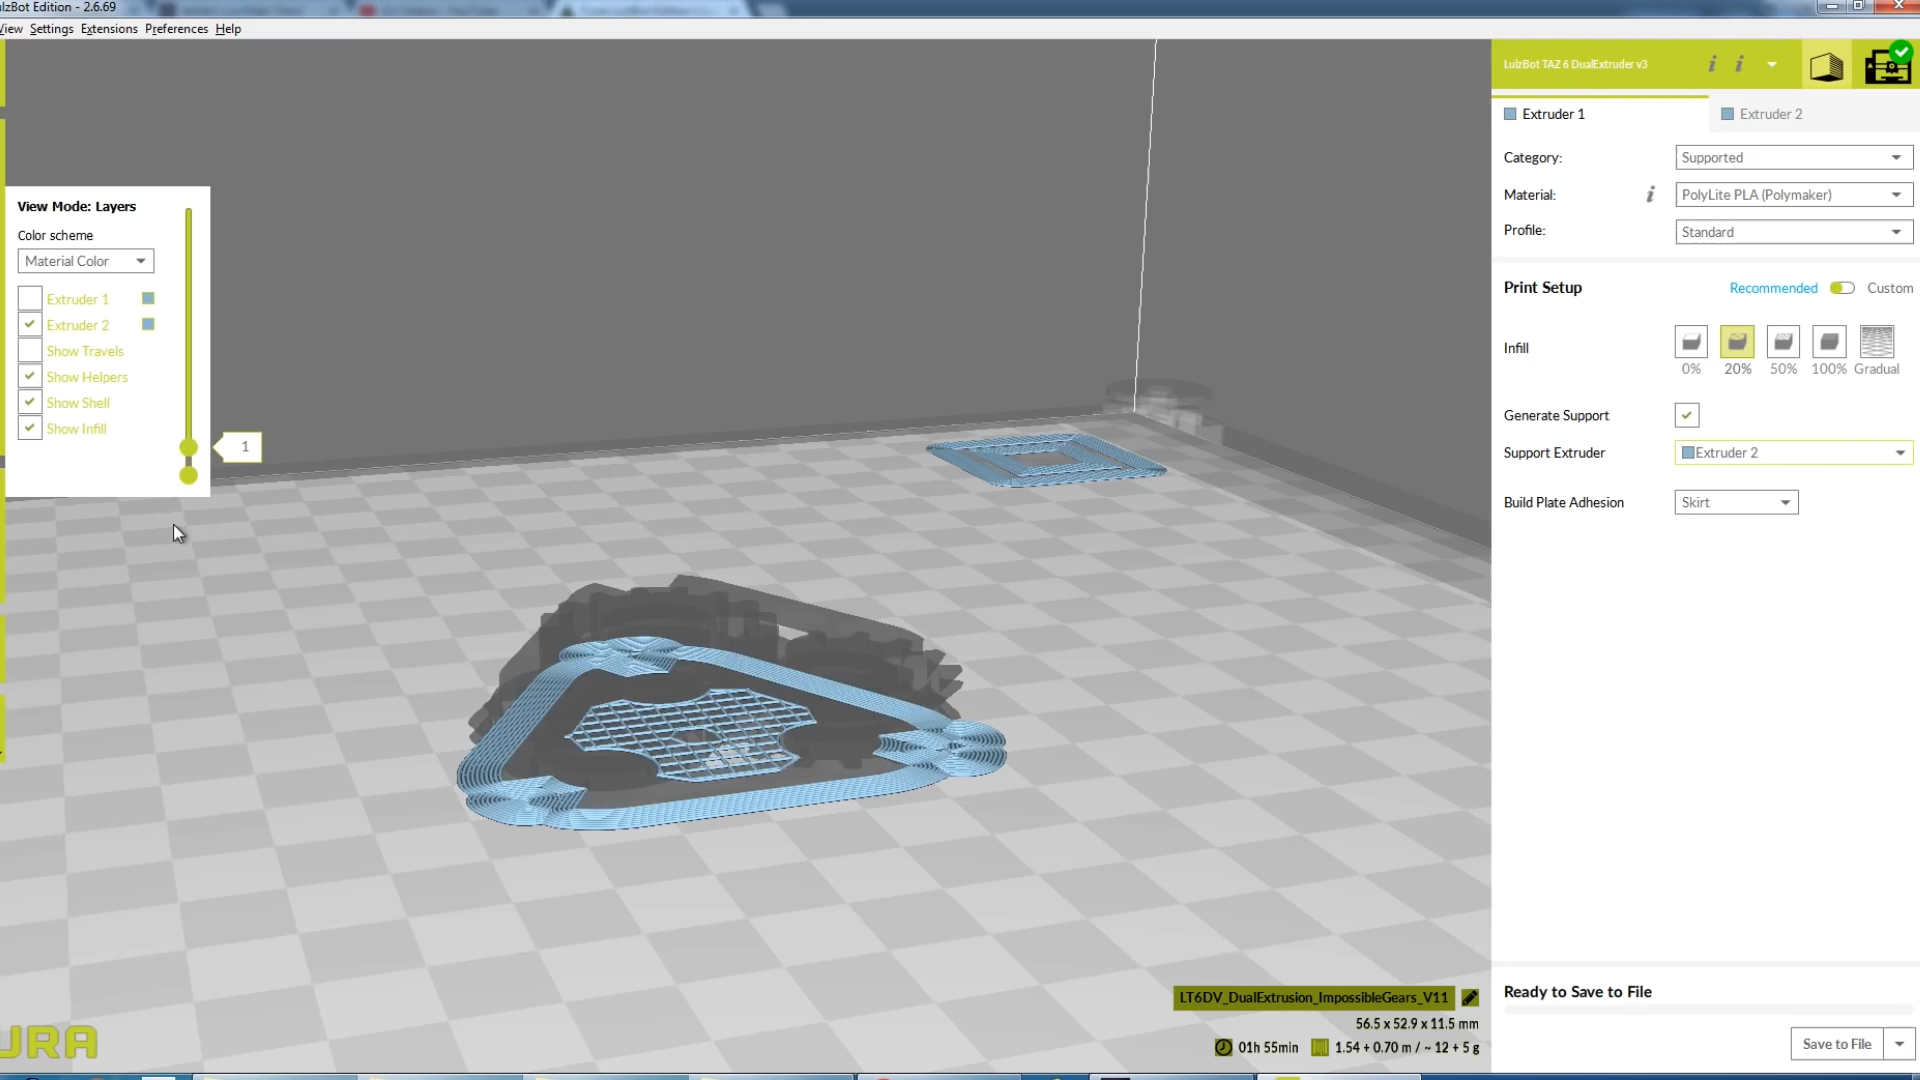 lzBot Edition - 2.6.69
View Settings Extensions Preferences Help
View Mode: Layers
Color scheme
Material Color
Extruder 1
Extruder 2
Show Travels
Show Helpers
Show Shell
Show Infill
1
LulzBot TAZ 6 DualExtruder v3
Extruder 1
Extruder 2
Category:
Supported
Material:
PolyLite PLA (Polymaker)
Profile:
Standard
Print Setup
Recommended
Custom
Infill
0%
20%
50%
100%
Gradual
Generate Support
Support Extruder
Extruder 2
Build Plate Adhesion
Skirt
LT6DV_DualExtrusion_ImpossibleGears_V11
56.5 x 52.9 x 11.5 mm
01h 55min
1.54 + 0.70 m / ~ 12 + 5 g
URA
Ready to Save to File
Save to File